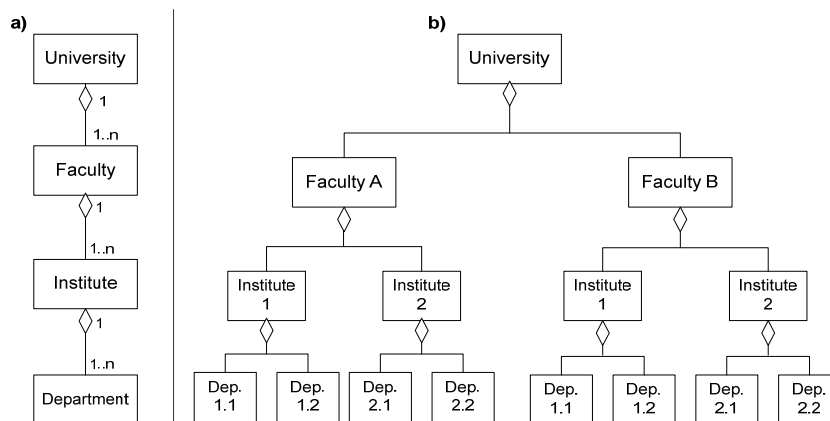 a)
University
1
1..n
Faculty
1
1..n
Institute
1
1..n
Department
b)
University
Faculty A
Faculty B
Institute
1
Institute
2
Institute
1
Institute
2
Dep.
1.1
Dep.
1.2
Dep.
2.1
Dep.
2.2
Dep.
1.1
Dep.
1.2
Dep.
2.1
Dep.
2.2